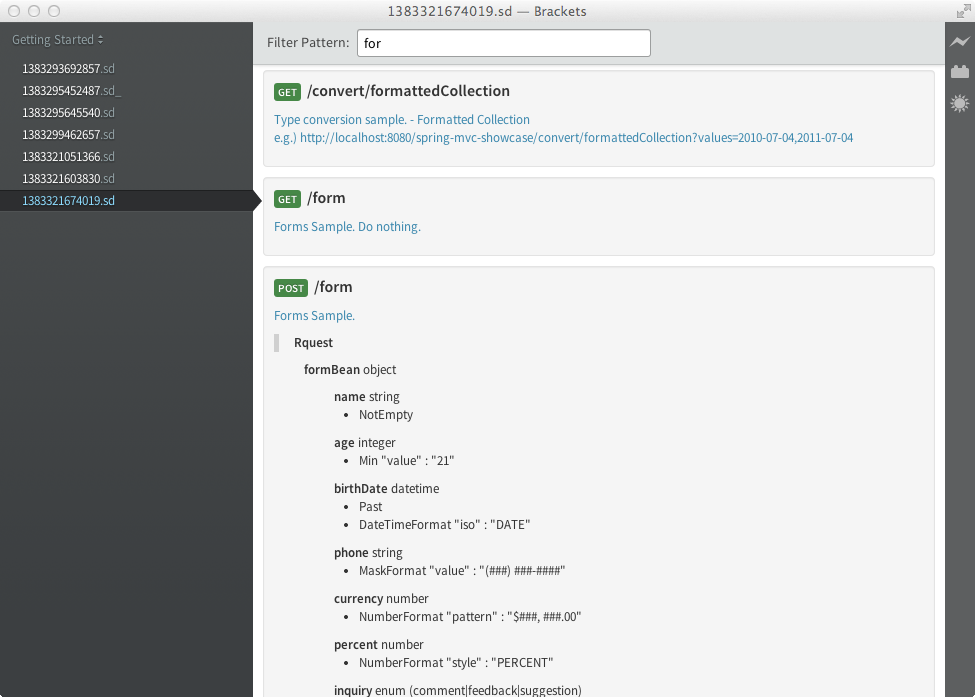 1383321674019.sd — Brackets
Getting Started
1383293692857.sd
1383295452487.sd_
1383295645540.sd
1383299462657.sd
1383321051366.sd
1383321603830.sd
1383321674019.sd
Filter Pattern: for
GET /convert/formattedCollection
Type conversion sample. - Formatted Collection
e.g.) http://localhost:8080/spring-mvc-showcase/convert/formattedCollection?values=2010-07-04,2011-07-04
GET /form
Forms Sample. Do nothing.
POST /form
Forms Sample.
Rquest
formBean object
name string
• NotEmpty
age integer
• Min "value" : "21"
birthDate datetime
• Past
• DateTimeFormat "iso" : "DATE"
phone string
• MaskFormat "value" : "(###) ###-####"
currency number
• NumberFormat "pattern" : "$###, ###.00"
percent number
• NumberFormat "style" : "PERCENT"
inquiry enum (comment|feedback|suggestion)